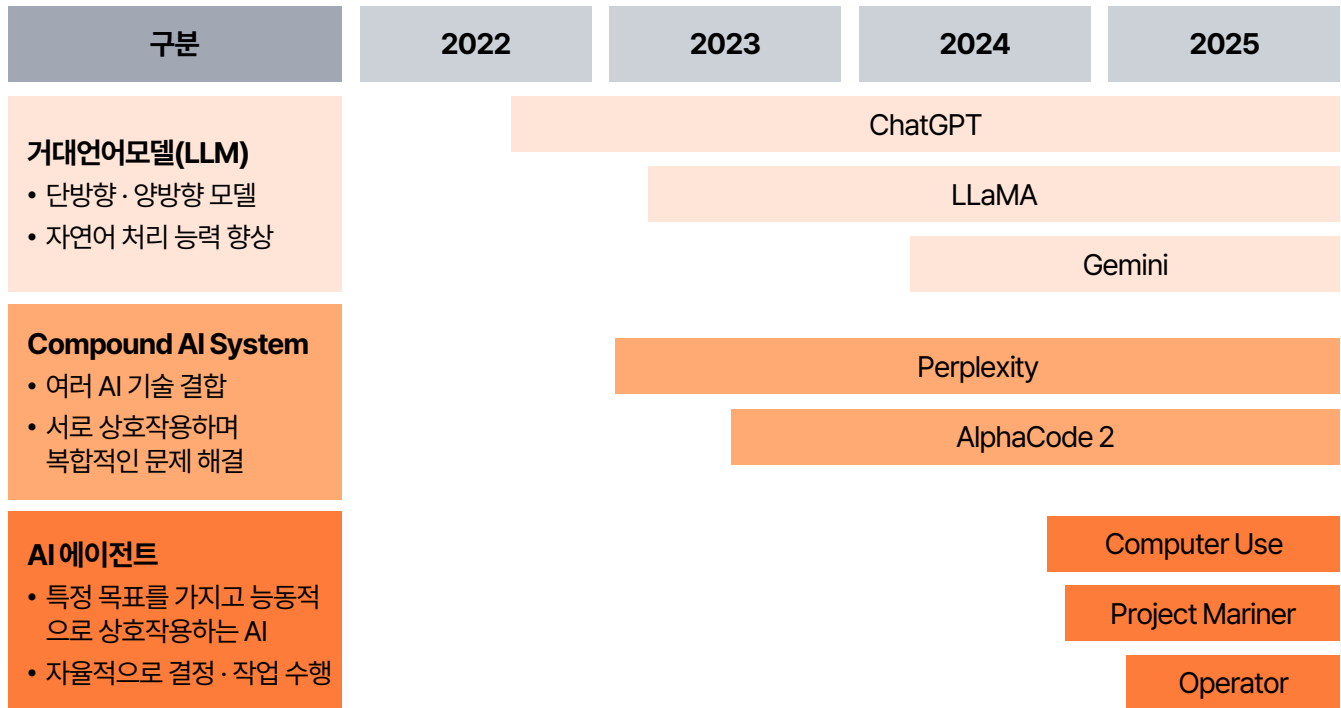 구분
2022
2023
2024
2025
거대언어모델(LLM)
• 단방향 · 양방향 모델
• 자연어 처리 능력 향상
ChatGPT
LLaMA
Gemini
Compound AI System
• 여러 AI 기술 결합
• 서로 상호작용하며
복합적인 문제 해결
Perplexity
AlphaCode 2
AI 에이전트
• 특정 목표를 가지고 능동적
으로 상호작용하는 AI
• 자율적으로 결정 · 작업 수행
Computer Use
Project Mariner
Operator